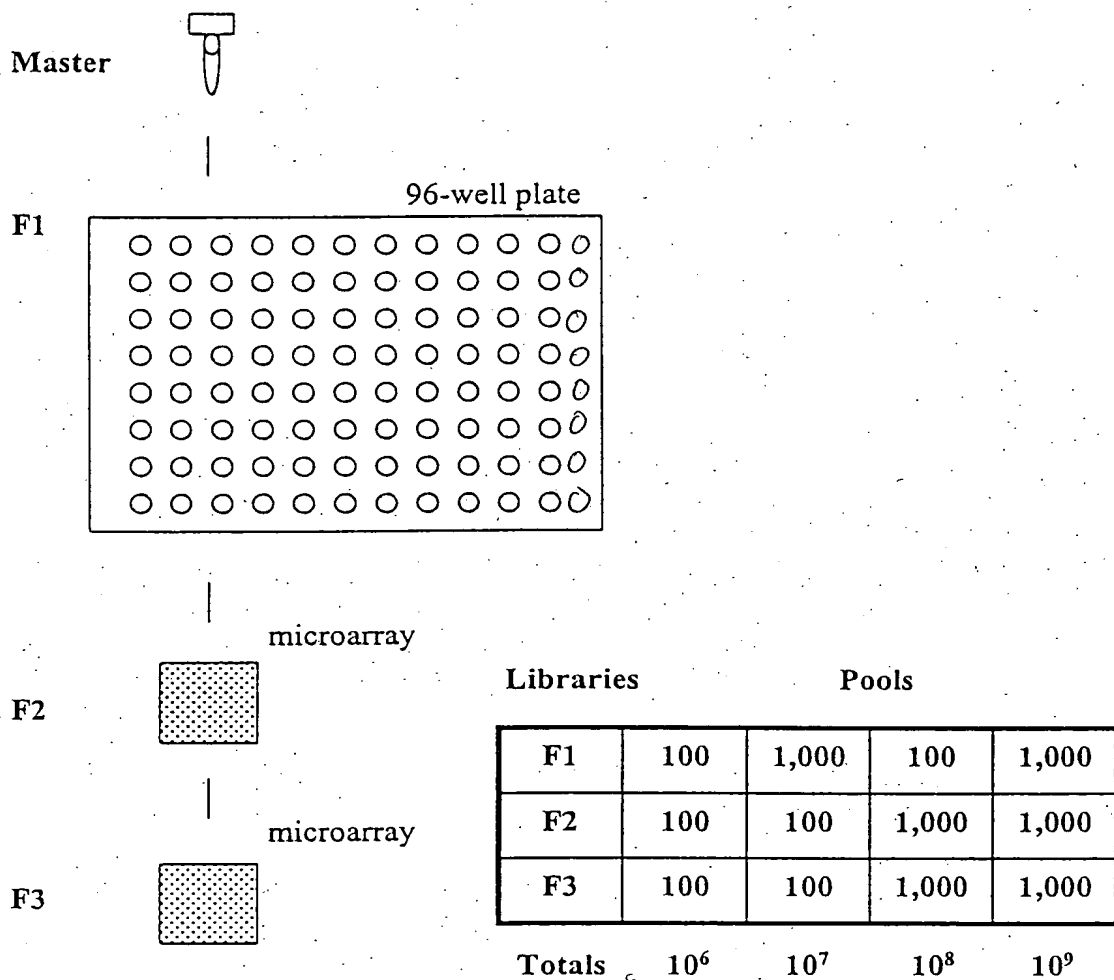 Master
96-well plate
F1
microarray
F2
microarray
F3
Libraries Pools
F1 100 1,000 100 1,000
F2 100 100 1,000 1,000
F3 100 100 1,000 1,000
Totals 10⁶ 10⁷ 10⁸ 10⁹